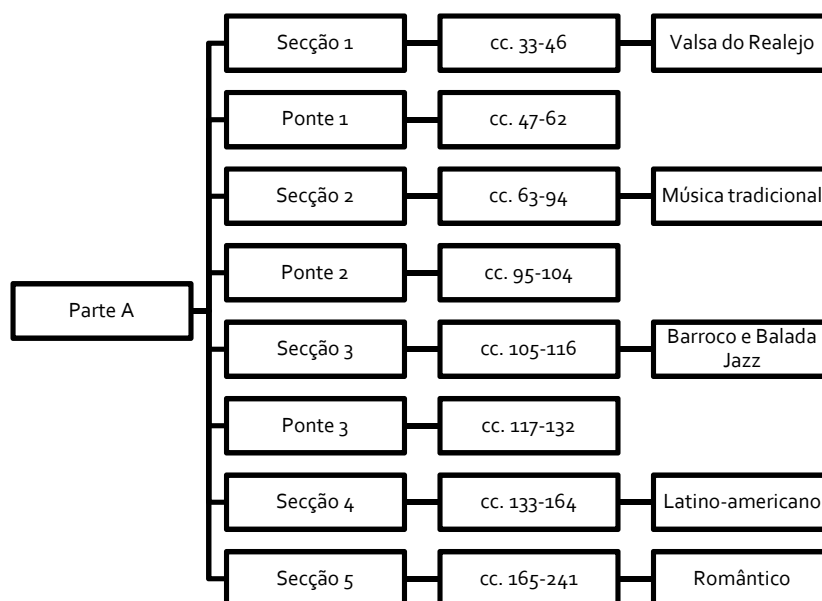 Parte A
Secção 1
cc. 33-46
Valsa do Realejo
Ponte 1
cc. 47-62
Secção 2
cc. 63-94
Música tradicional
Ponte 2
cc. 95-104
Secção 3
cc. 105-116
Barroco e Balada
Jazz
Ponte 3
cc. 117-132
Secção 4
cc. 133-164
Latino-americano
Secção 5
cc. 165-241
Romântico